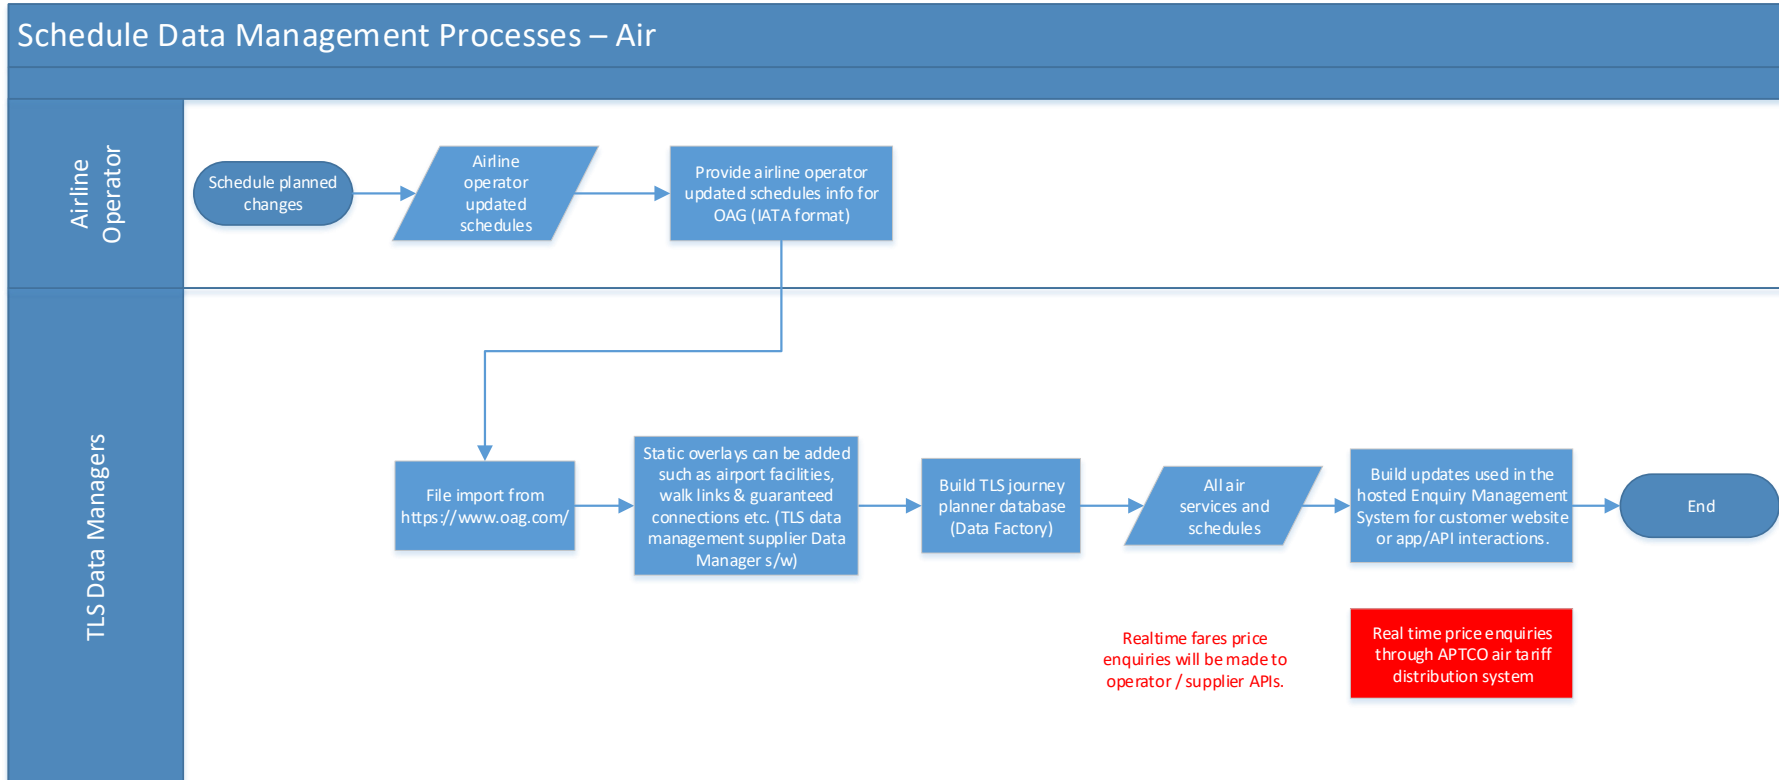 Schedule Data Management Processes – Air
Airline
Operator
Schedule planned
changes
Airline
operator
updated
schedules
Provide airline operator
updated schedules info for
OAG (IATA format)
TLS Data Managers
File import from
https://www.oag.com/
Static overlays can be added
such as airport facilities,
walk links & guaranteed
connections etc. (TLS data
management supplier Data
Manager s/w)
Build TLS journey
planner database
(Data Factory)
All air
services and
schedules
Build updates used in the
hosted Enquiry Management
System for customer website
or app/API interactions.
End
Realtime fares price
enquiries will be made to
operator / supplier APIs.
Real time price enquiries
through APTCO air tariff
distribution system